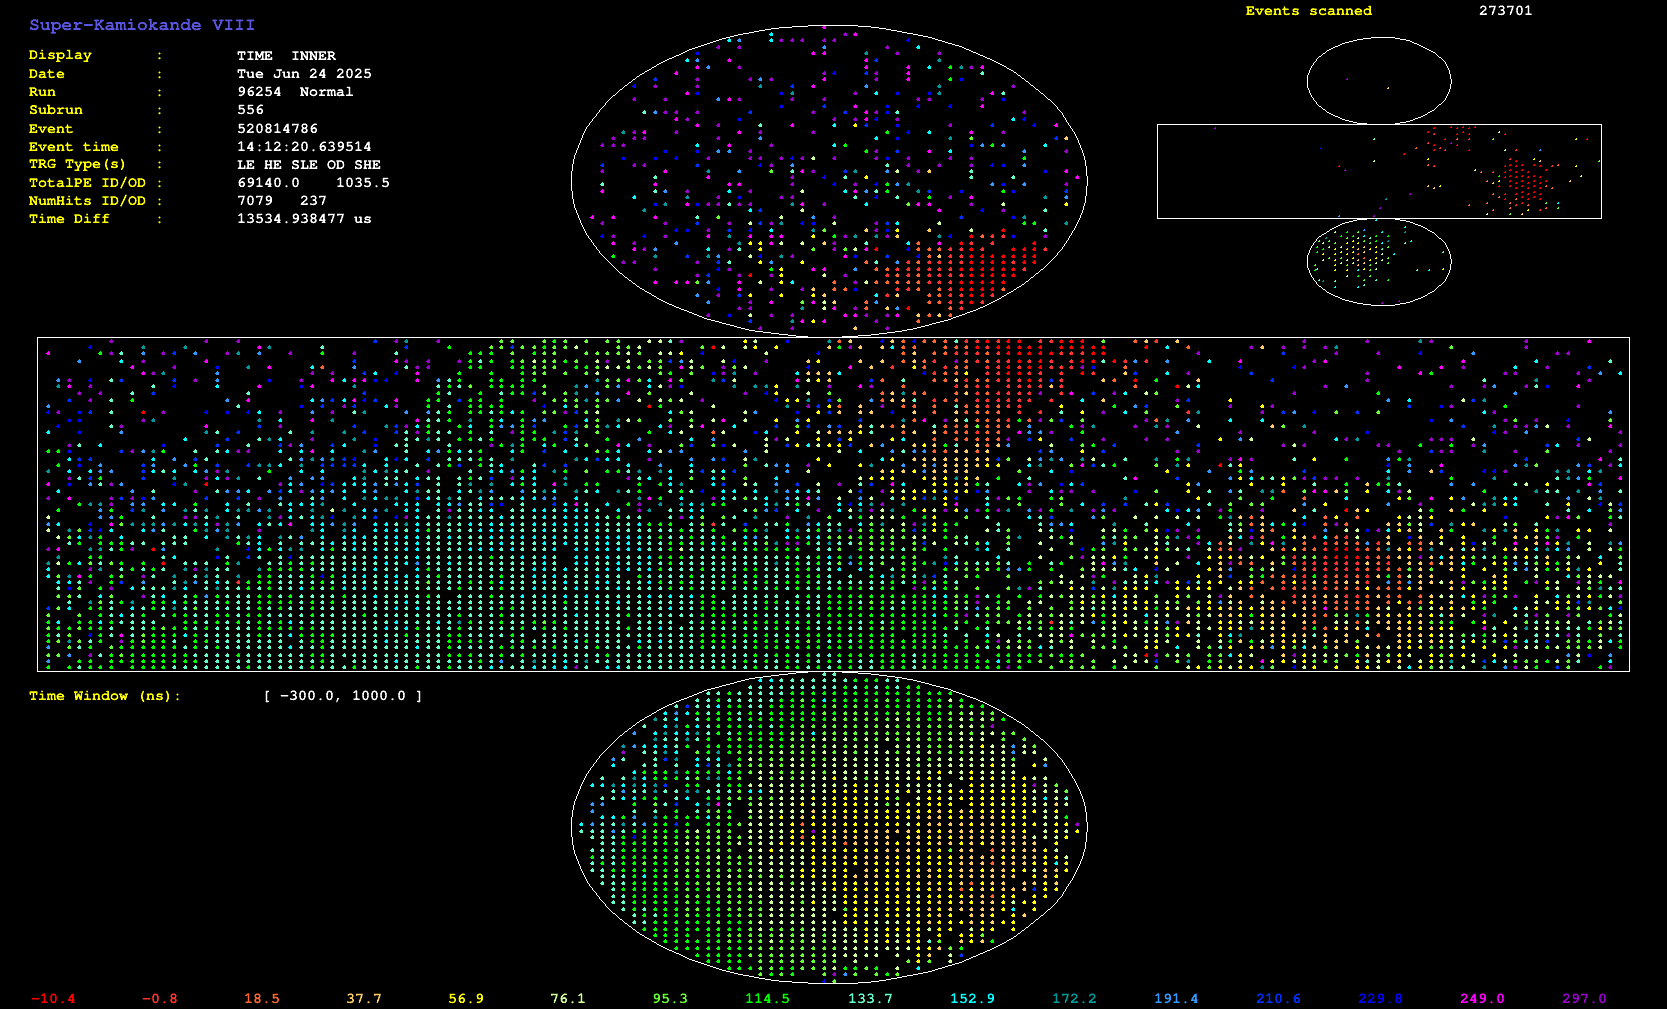 Super-Kamiokande VIII
Events scanned 273701
Display : TIME INNER
Date : Tue Jun 24 2025
Run : 96254 Normal
Subrun : 556
Event : 520814786
Event time : 14:12:20.639514
TRG Type(s) : LE HE SLE OD SHE
TotalPE ID/OD : 69140.0 1035.5
NumHits ID/OD : 7079 237
Time Diff : 13534.938477 us
Time Window (ns): [ -300.0, 1000.0 ]
-10.4 -0.8 18.5 37.7 56.9 76.1 95.3 114.5 133.7 152.9 172.2 191.4 210.6 229.8 249.0 297.0